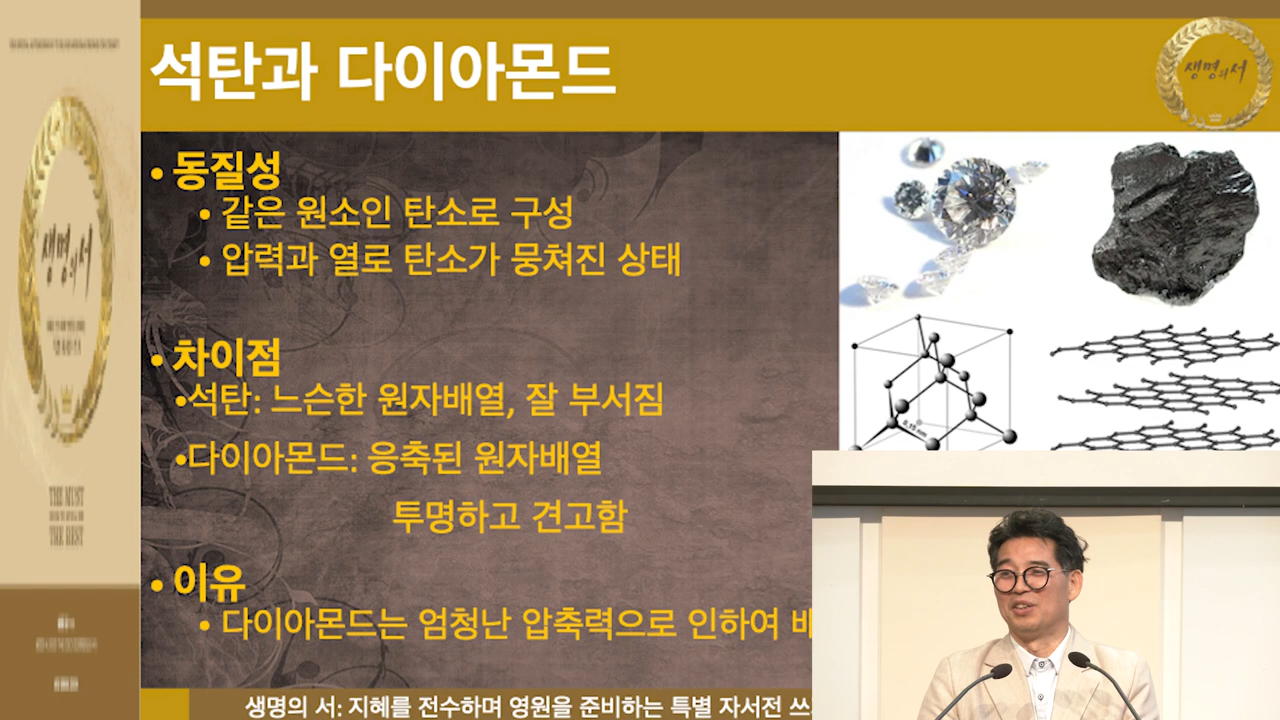 석탄과 다이아몬드
생명의서
• 동질성
• 같은 원소인 탄소로 구성
• 압력과 열로 탄소가 뭉쳐진 상태
• 차이점
•석탄: 느슨한 원자배열, 잘 부서짐
•다이아몬드: 응축된 원자배열
투명하고 견고함
• 이유
• 다이아몬드는 엄청난 압축력으로 인하여
생명의 서: 지혜를 전수하며 영원을 준비하는 특별 자서전 쓰
생명의서
THE MUST
THE BEST
0,15 nm